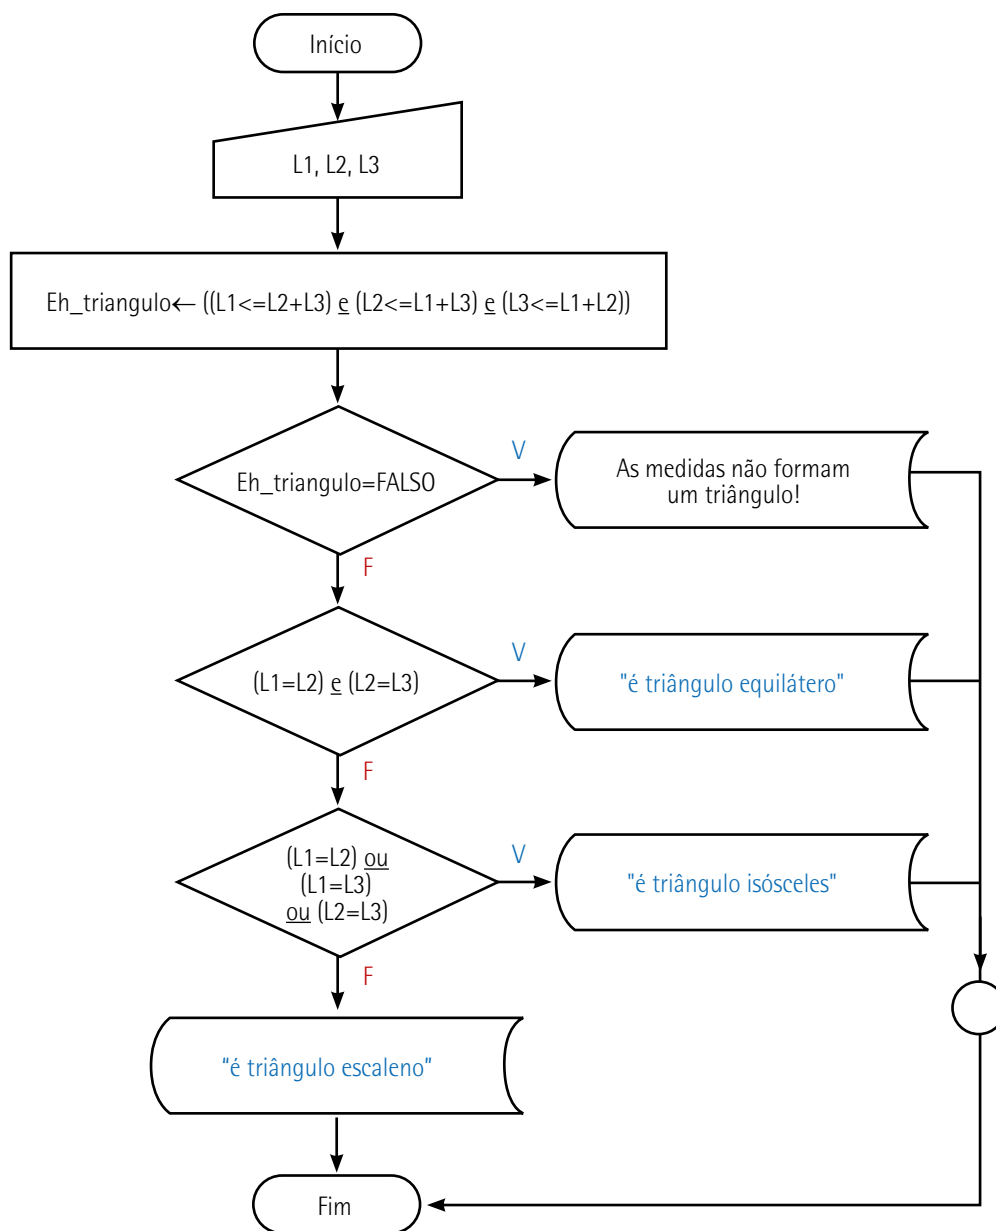 Início
L1, L2, L3
Eh_triangulo← ((L1<=L2+L3) e (L2<=L1+L3) e (L3<=L1+L2))
Eh_triangulo=FALSO
V
As medidas não formam
um triângulo!
F
(L1=L2) e (L2=L3)
V
"é triângulo equilátero"
F
(L1=L2) ou
(L1=L3)
ou (L2=L3)
V
"é triângulo isósceles"
F
"é triângulo escaleno"
Fim